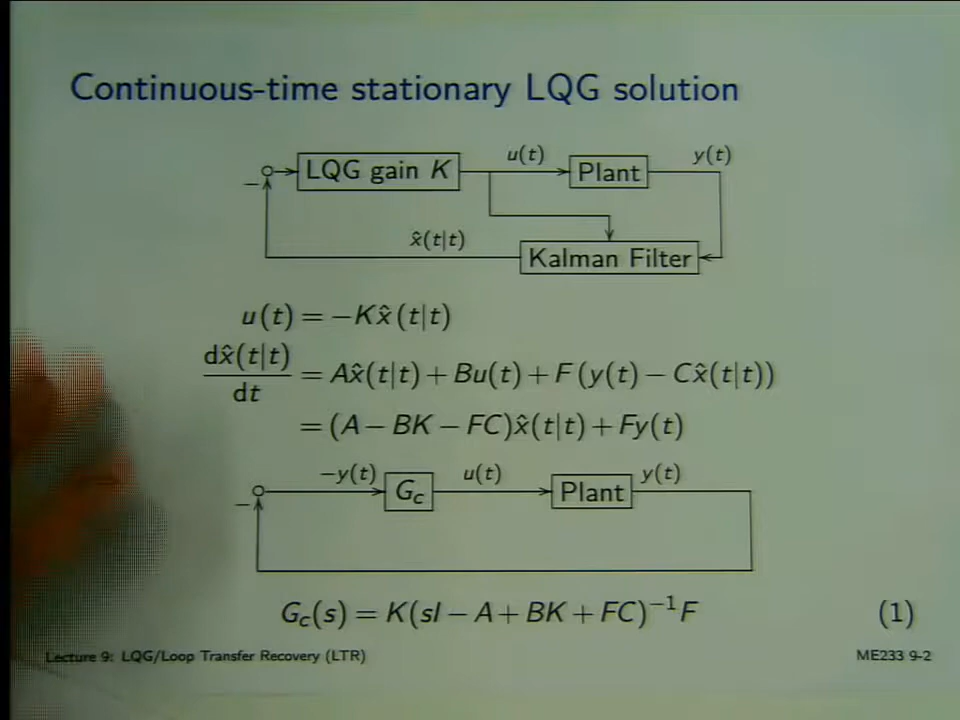 Continuous-time stationary LQG solution
− LQG gain K u(t) Plant y(t)
x̂(t|t) Kalman Filter
u(t) = −Kx̂(t|t)
dx̂(t|t)/dt = Ax̂(t|t) + Bu(t) + F(y(t) − Cx̂(t|t))
= (A − BK − FC)x̂(t|t) + Fy(t)
− −y(t) G_c u(t) Plant y(t)
G_c(s) = K(sI − A + BK + FC)⁻¹F (1)
Lecture 9: LQG/Loop Transfer Recovery (LTR) ME233 9-2